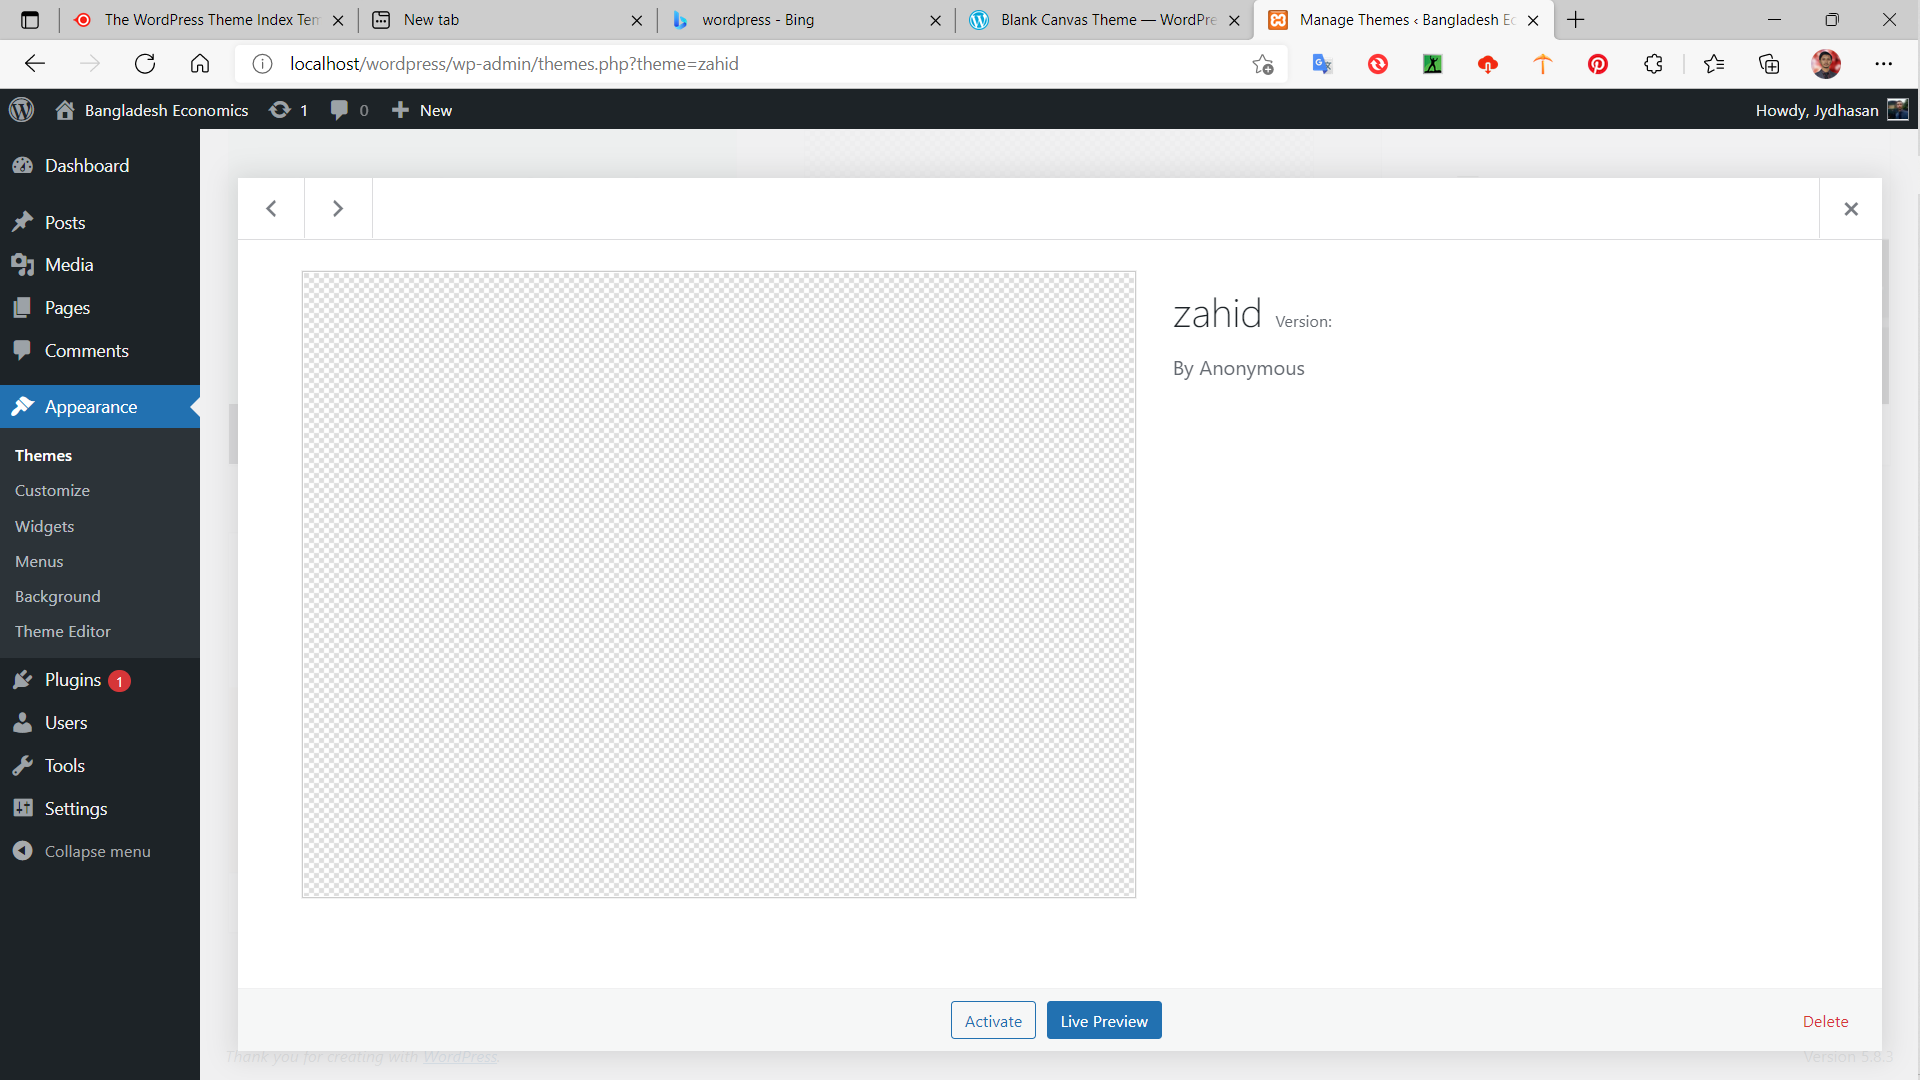 The WordPress Theme Index Tem
New tab
wordpress - Bing
Blank Canvas Theme — WordPre
Manage Themes ‹ Bangladesh Ec
localhost/wordpress/wp-admin/themes.php?theme=zahid
Bangladesh Economics 1 0 New
Howdy, Jydhasan
Dashboard
Posts
Media
Pages
Comments
Appearance
Themes
Customize
Widgets
Menus
Background
Theme Editor
Plugins 1
Users
Tools
Settings
Collapse menu
zahid Version:
By Anonymous
Activate
Live Preview
Delete
Thank you for creating with WordPress.
Version 5.8.3